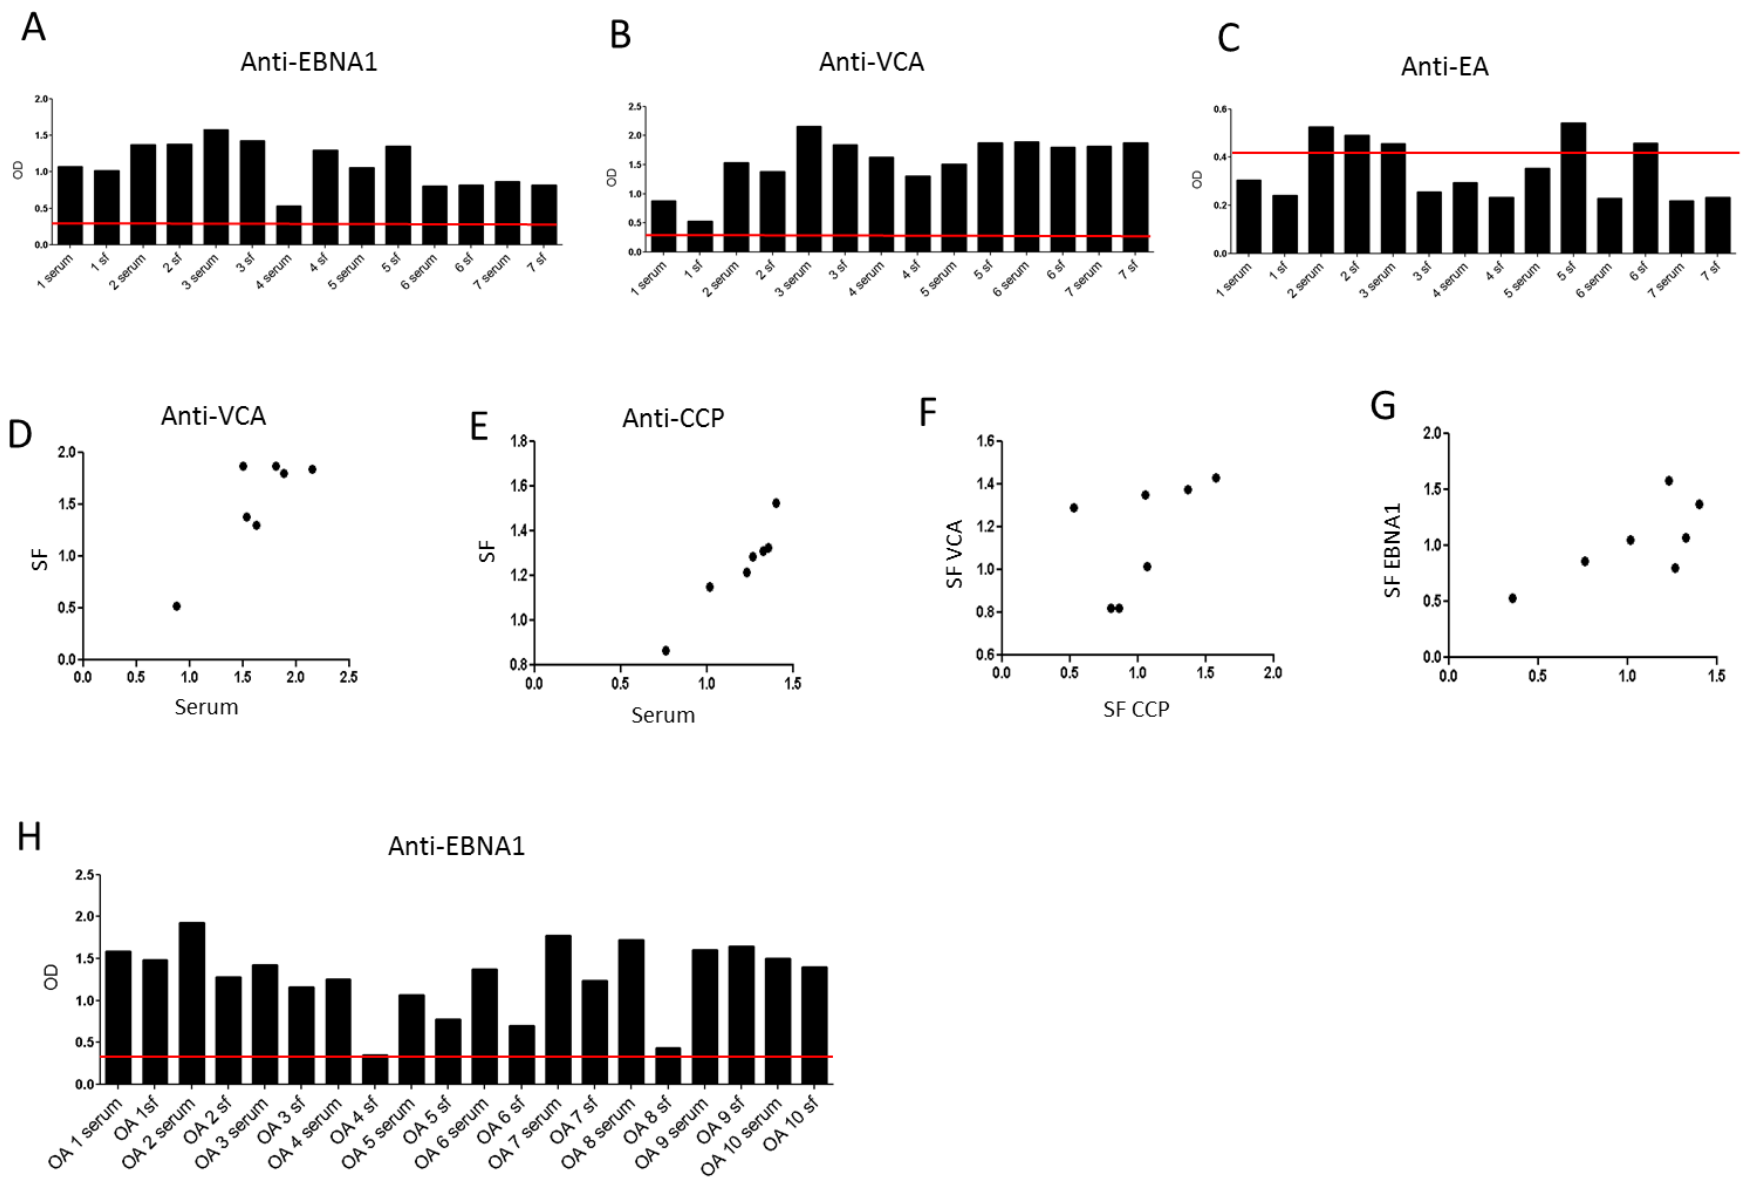 A
Anti-EBNA1
2.0
1.5
1.0
0.5
0.0
OD
1 serum
1 sf
2 serum
2 sf
3 serum
3 sf
4 serum
4 sf
5 serum
5 sf
6 serum
6 sf
7 serum
7 sf
B
Anti-VCA
2.5
2.0
1.5
1.0
0.5
0.0
OD
1 serum
1 sf
2 serum
2 sf
3 serum
3 sf
4 serum
4 sf
5 serum
5 sf
6 serum
6 sf
7 serum
7 sf
C
Anti-EA
0.6
0.4
0.2
0.0
OD
1 serum
1 sf
2 serum
2 sf
3 serum
3 sf
4 serum
4 sf
5 serum
5 sf
6 serum
6 sf
7 serum
7 sf
D
Anti-VCA
2.0
1.5
1.0
0.5
0.0
SF
0.0 0.5 1.0 1.5 2.0 2.5
Serum
E
Anti-CCP
1.8
1.6
1.4
1.2
1.0
0.8
SF
0.0 0.5 1.0 1.5
Serum
F
1.6
1.4
1.2
1.0
0.8
0.6
SF VCA
0.0 0.5 1.0 1.5 2.0
SF CCP
G
2.0
1.5
1.0
0.5
0.0
SF EBNA1
0.0 0.5 1.0 1.5
H
Anti-EBNA1
2.5
2.0
1.5
1.0
0.5
0.0
OD
OA 1 serum
OA 1sf
OA 2 serum
OA 2 sf
OA 3 serum
OA 3 sf
OA 4 serum
OA 4 sf
OA 5 serum
OA 5 sf
OA 6 serum
OA 6 sf
OA 7 serum
OA 7 sf
OA 8 serum
OA 8 sf
OA 9 serum
OA 9 sf
OA 10 serum
OA 10 sf